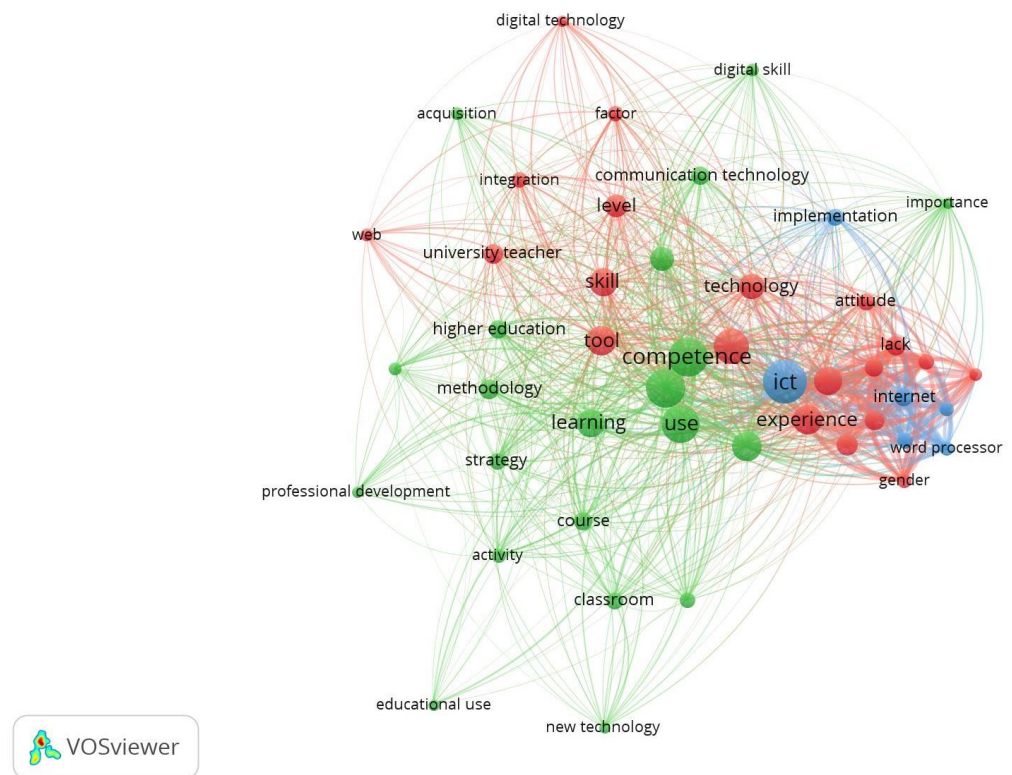 digital technology
digital skill
acquisition
factor
communication technology
integration
importance
level
implementation
web
university teacher
skill
technology
attitude
higher education
tool
lack
competence
ict
methodology
internet
learning
use
experience
word processor
strategy
gender
professional development
course
activity
classroom
educational use
new technology
VOSviewer